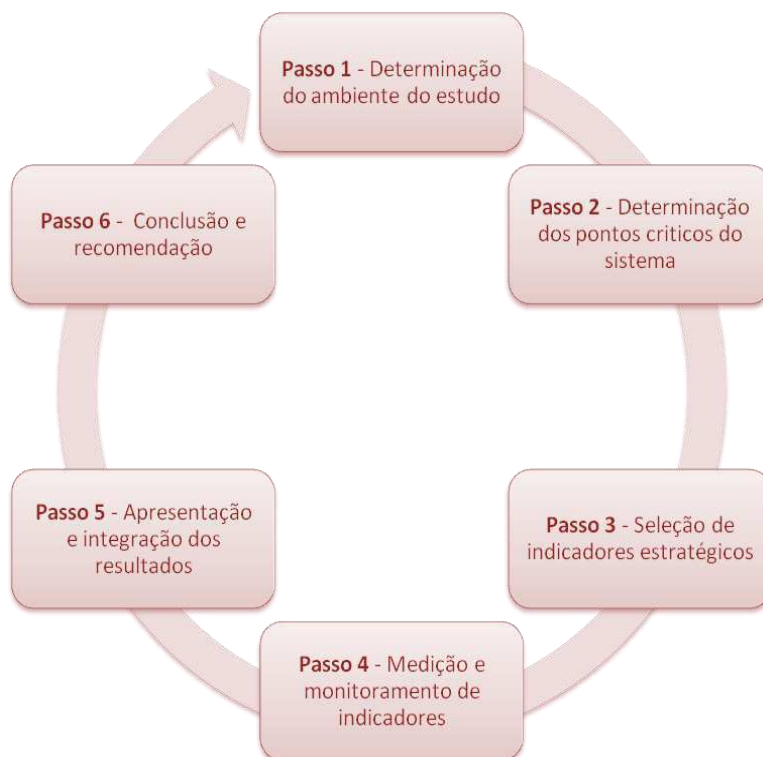 Passo 1 - Determinação
do ambiente do estudo
Passo 2 - Determinação
dos pontos criticos do
sistema
Passo 3 - Seleção de
indicadores estratégicos
Passo 4 - Medição e
monitoramento de
indicadores
Passo 5 - Apresentação
e integração dos
resultados
Passo 6 - Conclusão e
recomendação